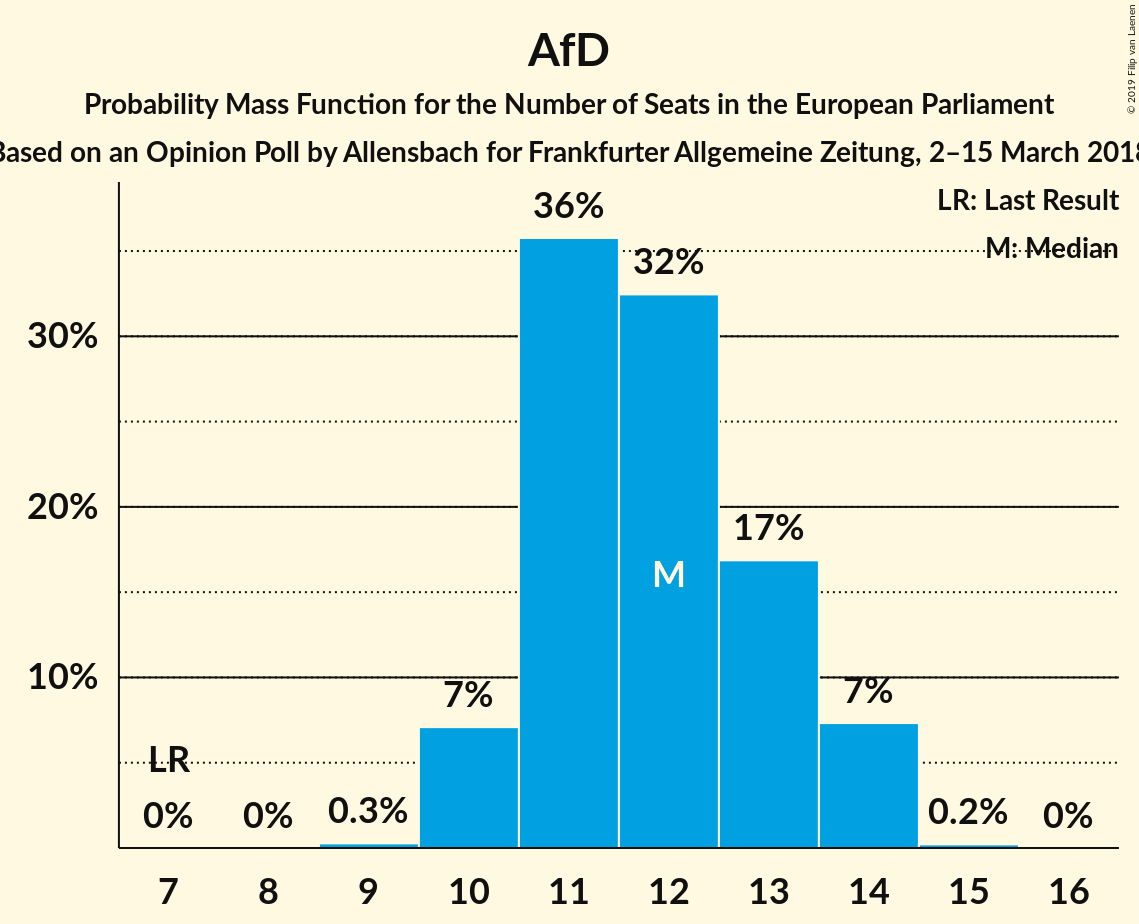 AfD
Probability Mass Function for the Number of Seats in the European Parliament
Based on an Opinion Poll by Allensbach for Frankfurter Allgemeine Zeitung, 2–15 March 2018
© 2019 Filip van Laenen
LR: Last Result
M: Median
36%
32%
30%
20%
17%
M
10%
7%
7%
LR
0%
0%
0.3%
0.2%
0%
7 8 9 10 11 12 13 14 15 16